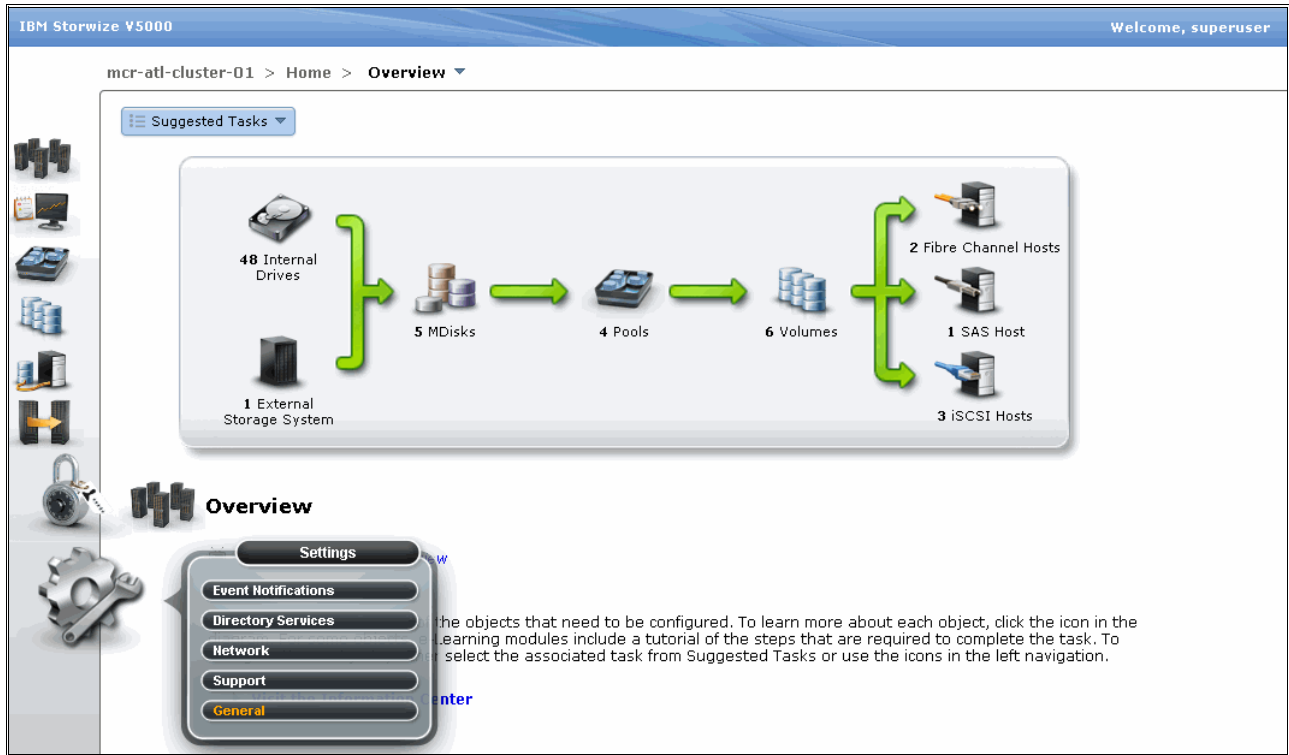 IBM Storwize V5000
Welcome, superuser
mcr-atl-cluster-01 > Home > Overview
Suggested Tasks
48 Internal
Drives
1 External
Storage System
5 MDisks
4 Pools
6 Volumes
2 Fibre Channel Hosts
1 SAS Host
3 iSCSI Hosts
Overview
Settings
Event Notifications
Directory Services
Network
Support
General
the objects that need to be configured. To learn more about each object, click the icon in the
-Learning modules include a tutorial of the steps that are required to complete the task. To
select the associated task from Suggested Tasks or use the icons in the left navigation.
Visit the Information Center